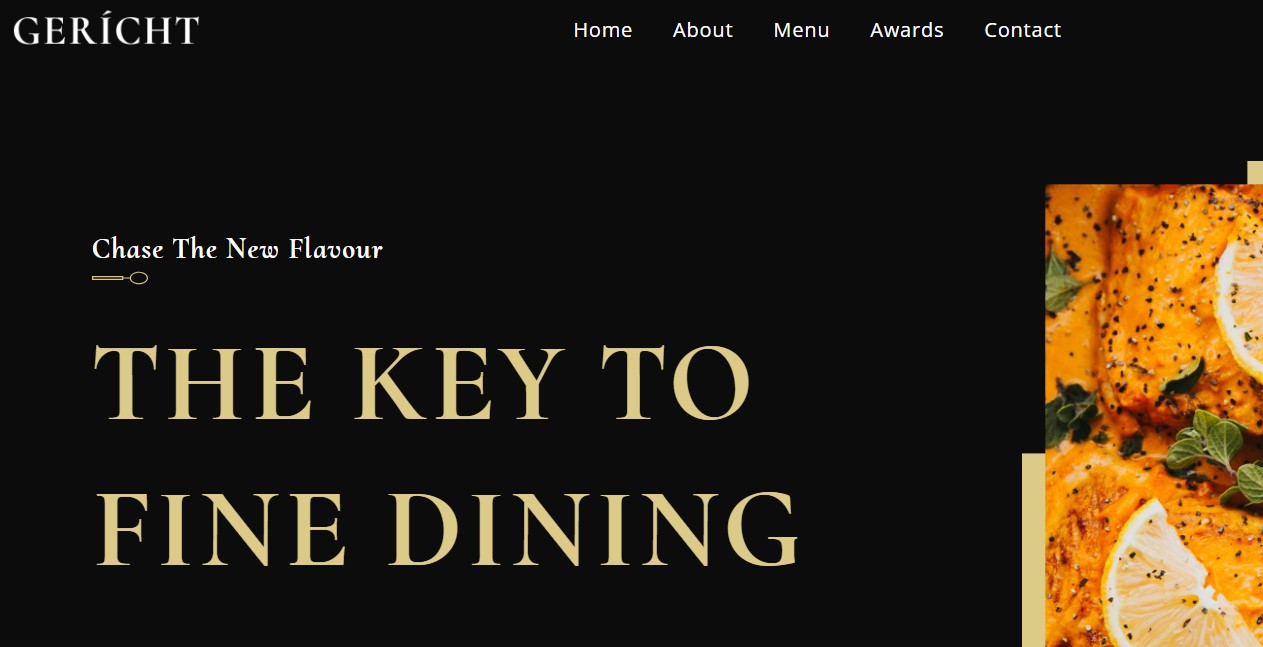 GERÍCHT
Home About Menu Awards Contact
Chase The New Flavour
THE KEY TO
FINE DINING